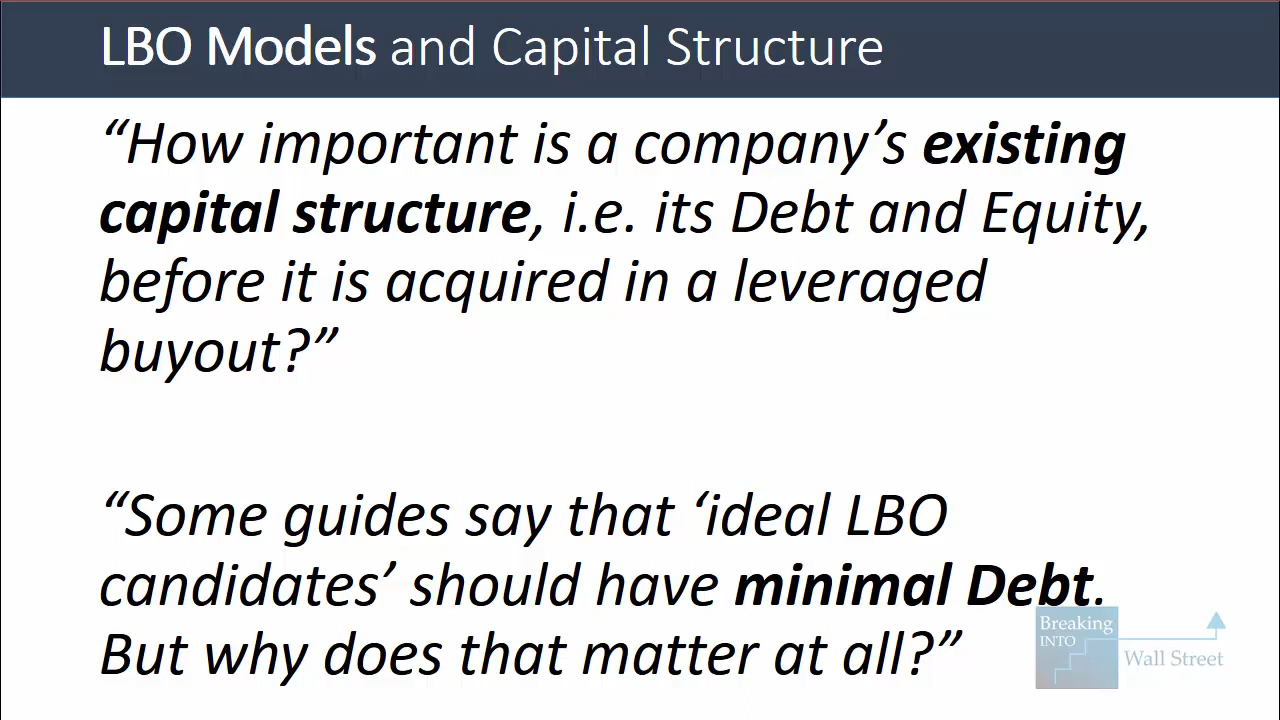 LBO Models and Capital Structure
“How important is a company’s existing
capital structure, i.e. its Debt and Equity,
before it is acquired in a leveraged
buyout?”
“Some guides say that ‘ideal LBO
candidates’ should have minimal Debt.
But why does that matter at all?”
Breaking
INTO
Wall Street